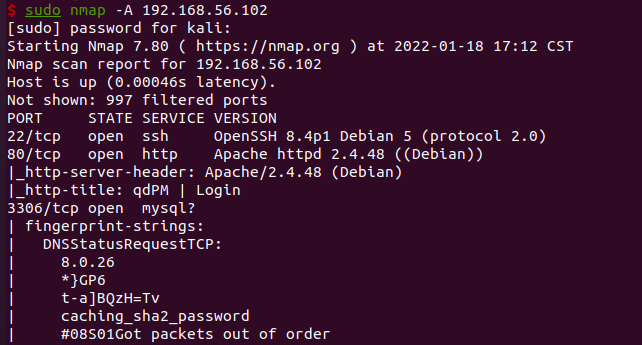 $ sudo nmap -A 192.168.56.102
[sudo] password for kali:
Starting Nmap 7.80 ( https://nmap.org ) at 2022-01-18 17:12 CST
Nmap scan report for 192.168.56.102
Host is up (0.00046s latency).
Not shown: 997 filtered ports
PORT     STATE SERVICE VERSION
22/tcp   open  ssh     OpenSSH 8.4p1 Debian 5 (protocol 2.0)
80/tcp   open  http    Apache httpd 2.4.48 ((Debian))
|_http-server-header: Apache/2.4.48 (Debian)
|_http-title: qdPM | Login
3306/tcp open  mysql?
| fingerprint-strings:
|   DNSStatusRequestTCP:
|     8.0.26
|     *}GP6
|     t-a]BQzH=Tv
|     caching_sha2_password
|     #08S01Got packets out of order